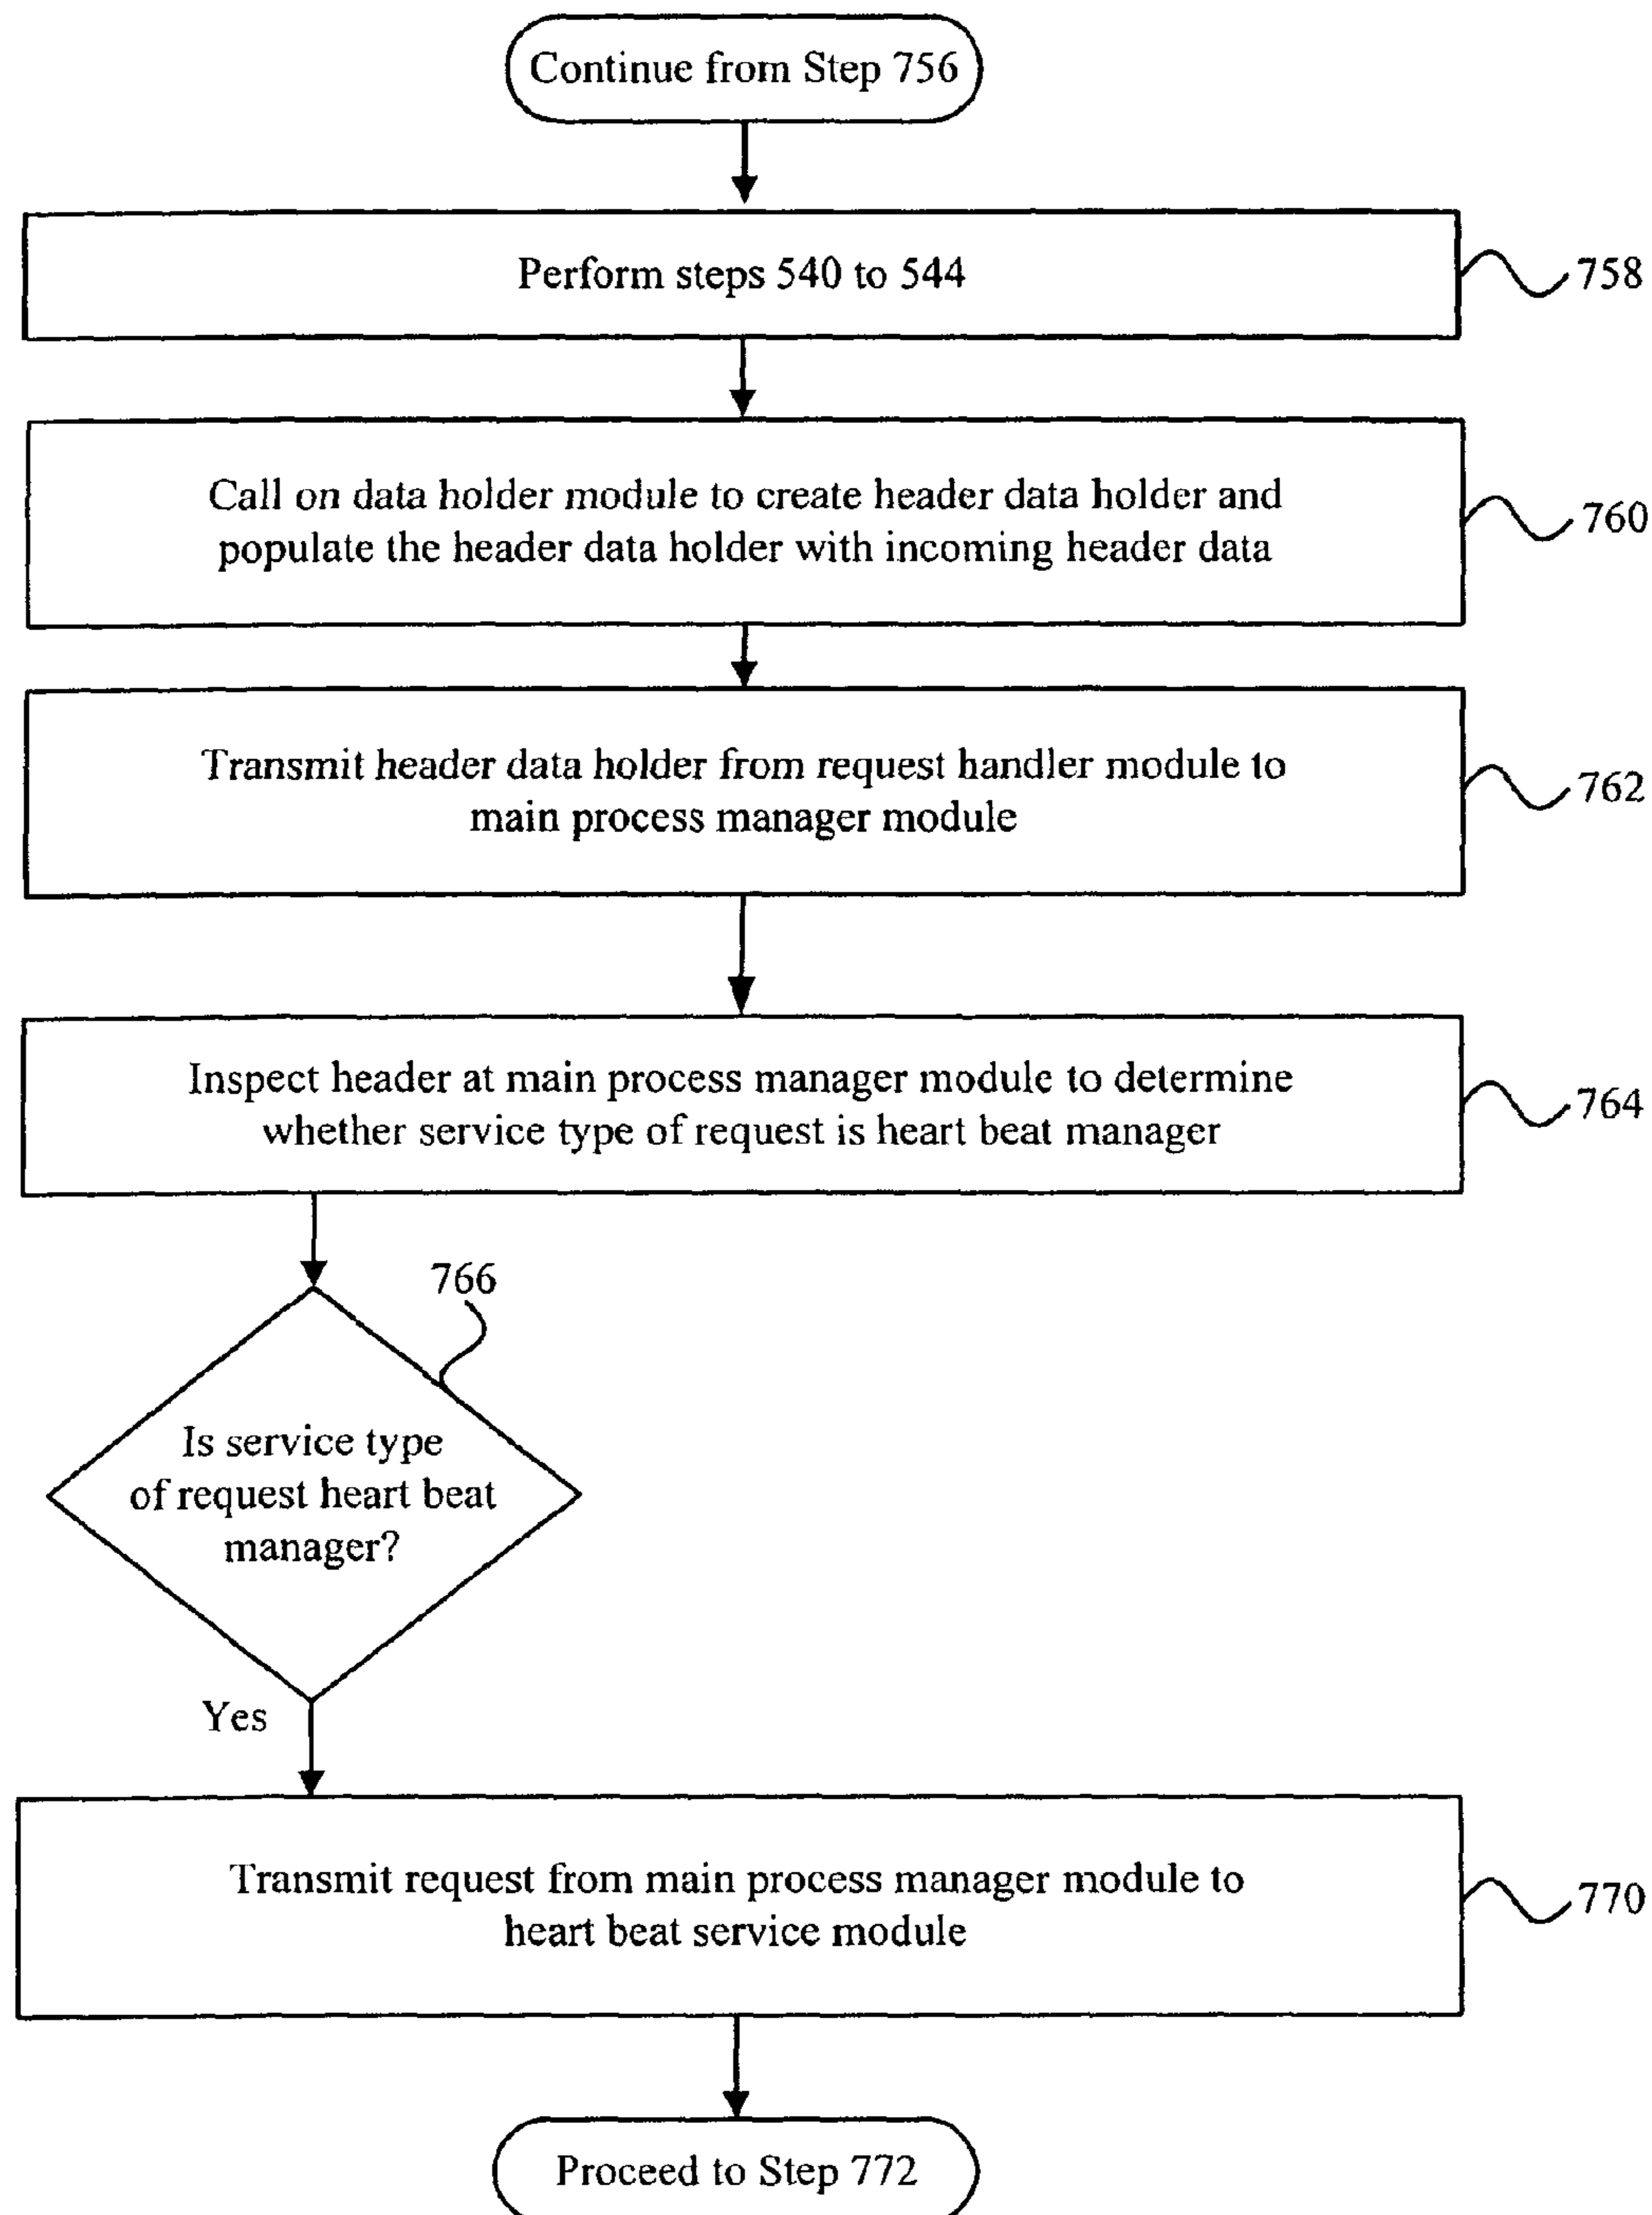 Continue from Step 756
Perform steps 540 to 544
758
Call on data holder module to create header data holder and
populate the header data holder with incoming header data
760
Transmit header data holder from request handler module to
main process manager module
762
Inspect header at main process manager module to determine
whether service type of request is heart beat manager
764
766
Is service type
of request heart beat
manager?
Yes
Transmit request from main process manager module to
heart beat service module
770
Proceed to Step 772